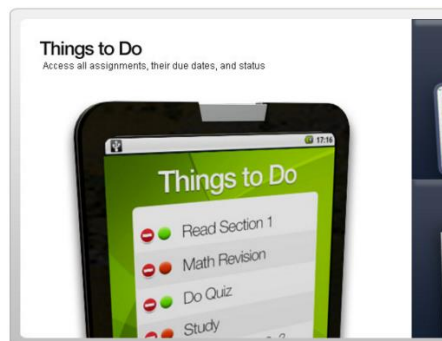 Things to Do
Access all assignments, their due dates, and status
17:16
Things to Do
Read Section 1
Math Revision
Do Quiz
Study